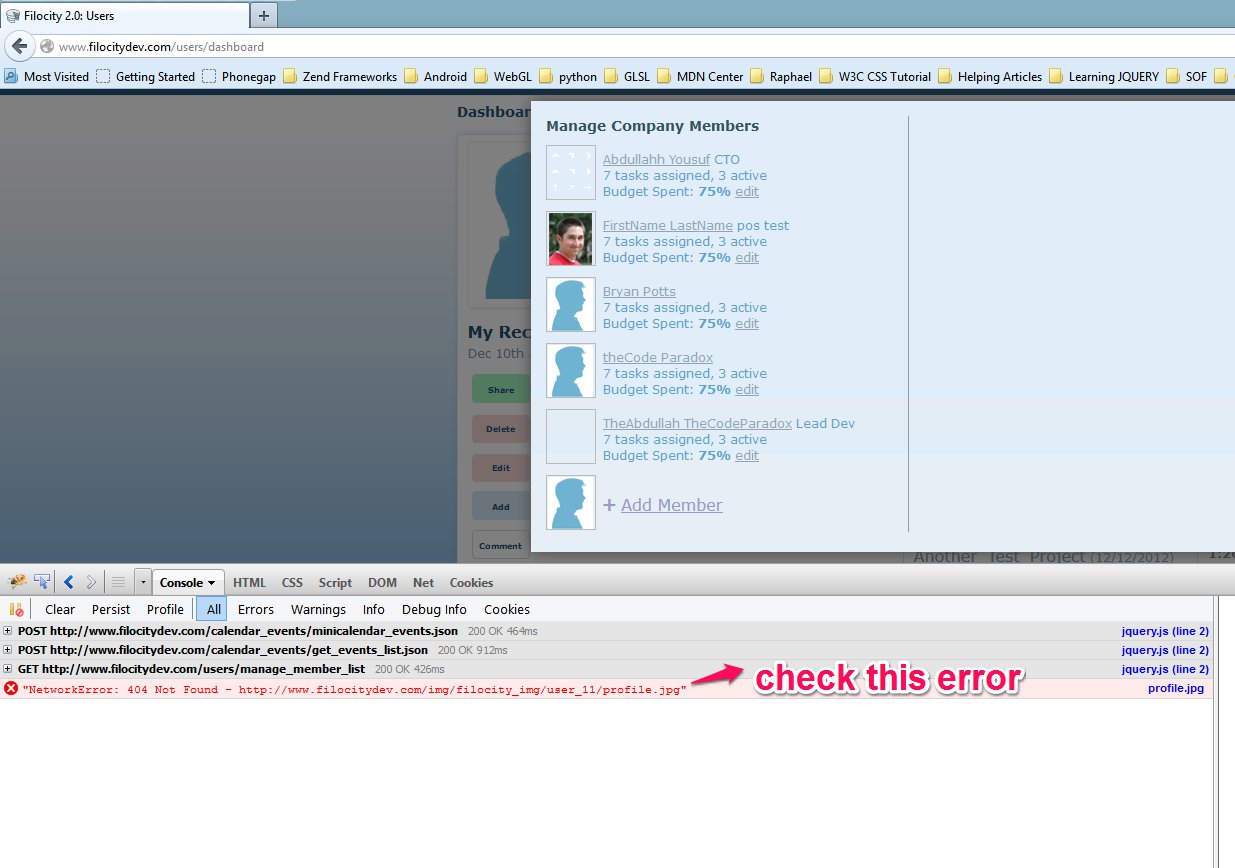 Filocity 2.0: Users
www.filocitydev.com/users/dashboard
Most Visited Getting Started Phonegap Zend Frameworks Android WebGL python GLSL MDN Center Raphael W3C CSS Tutorial Helping Articles Learning JQUERY SOF
Dashboar
Manage Company Members
Abdullahh Yousuf CTO
7 tasks assigned, 3 active
Budget Spent: 75% edit
FirstName LastName pos test
7 tasks assigned, 3 active
Budget Spent: 75% edit
Bryan Potts
7 tasks assigned, 3 active
Budget Spent: 75% edit
theCode Paradox
7 tasks assigned, 3 active
Budget Spent: 75% edit
TheAbdullah TheCodeParadox Lead Dev
7 tasks assigned, 3 active
Budget Spent: 75% edit
+ Add Member
My Rec
Dec 10th
Share
Delete
Edit
Add
Comment
Another Test Project (12/12/2012)
Console HTML CSS Script DOM Net Cookies
Clear Persist Profile All Errors Warnings Info Debug Info Cookies
POST http://www.filocitydev.com/calendar_events/minicalendar_events.json 200 OK 464ms jquery.js (line 2)
POST http://www.filocitydev.com/calendar_events/get_events_list.json 200 OK 912ms jquery.js (line 2)
GET http://www.filocitydev.com/users/manage_member_list 200 OK 426ms jquery.js (line 2)
"NetworkError: 404 Not Found - http://www.filocitydev.com/img/filocity_img/user_11/profile.jpg" profile.jpg
check this error